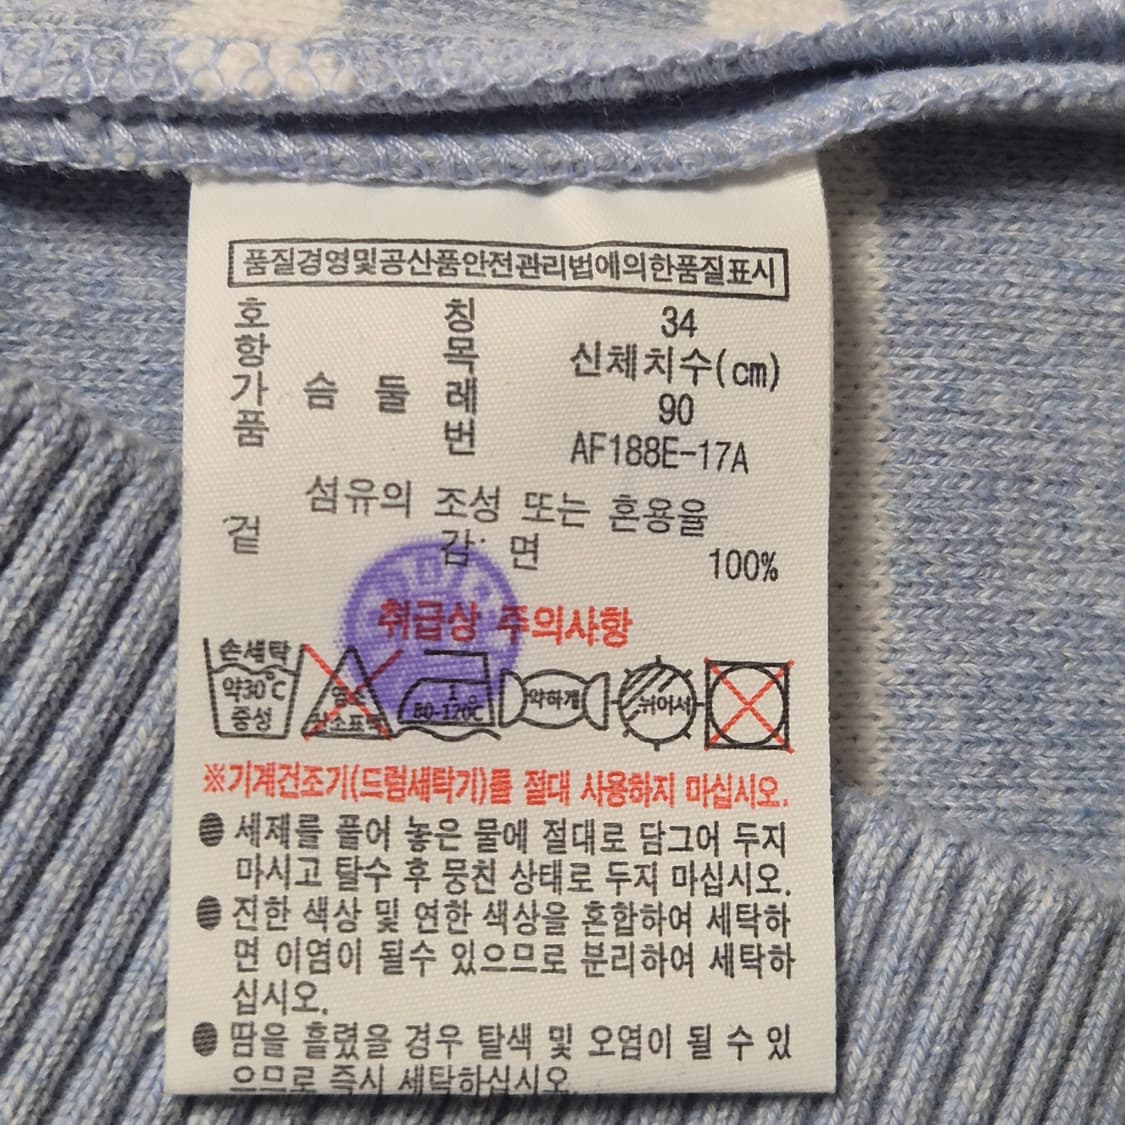 품질경영및공산품안전관리법에의한품질표시
호 칭 34
항 목 신체치수(cm)
가 슴 둘 레 90
품 번 AF188E-17A
섬유의 조성 또는 혼용율
겉 감: 면 100%
취급상 주의사항
손세탁 약30℃ 중성
80-120℃
약하게
뉘어서
※기계건조기(드럼세탁기)를 절대 사용하지 마십시오.
세제를 풀어 놓은 물에 절대로 담그어 두지
마시고 탈수 후 뭉친 상태로 두지 마십시오.
진한 색상 및 연한 색상을 혼합하여 세탁하
면 이염이 될수 있으므로 분리하여 세탁하
십시오.
땀을 흘렸을 경우 탈색 및 오염이 될 수 있
으므로 즉시 세탁하십시오.